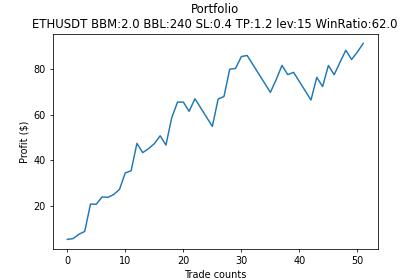 Portfolio
ETHUSDT BBM:2.0 BBL:240 SL:0.4 TP:1.2 lev:15 WinRatio:62.0
80
60
40
20
Profit ($)
0 10 20 30 40 50
Trade counts